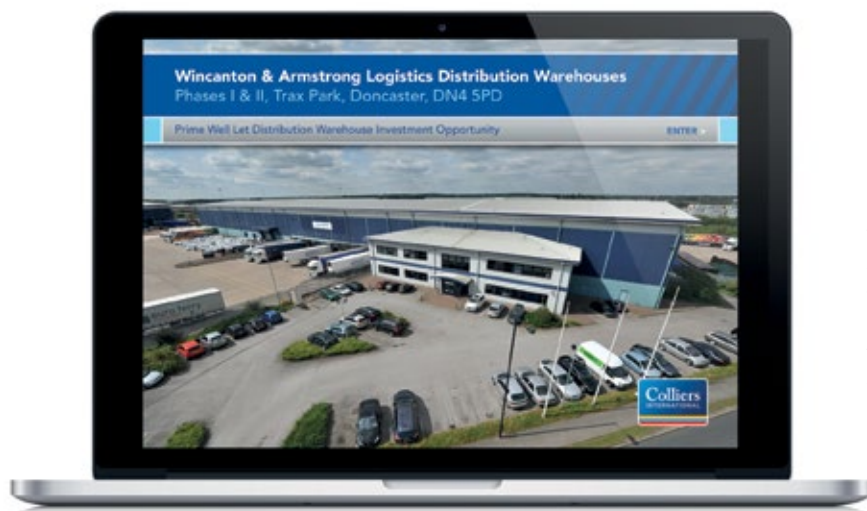 Wincanton & Armstrong Logistics Distribution Warehouses
Phases I & II, Trax Park, Doncaster, DN4 5PD
Prime Well Let Distribution Warehouse Investment Opportunity
ENTER >
Colliers
INTERNATIONAL